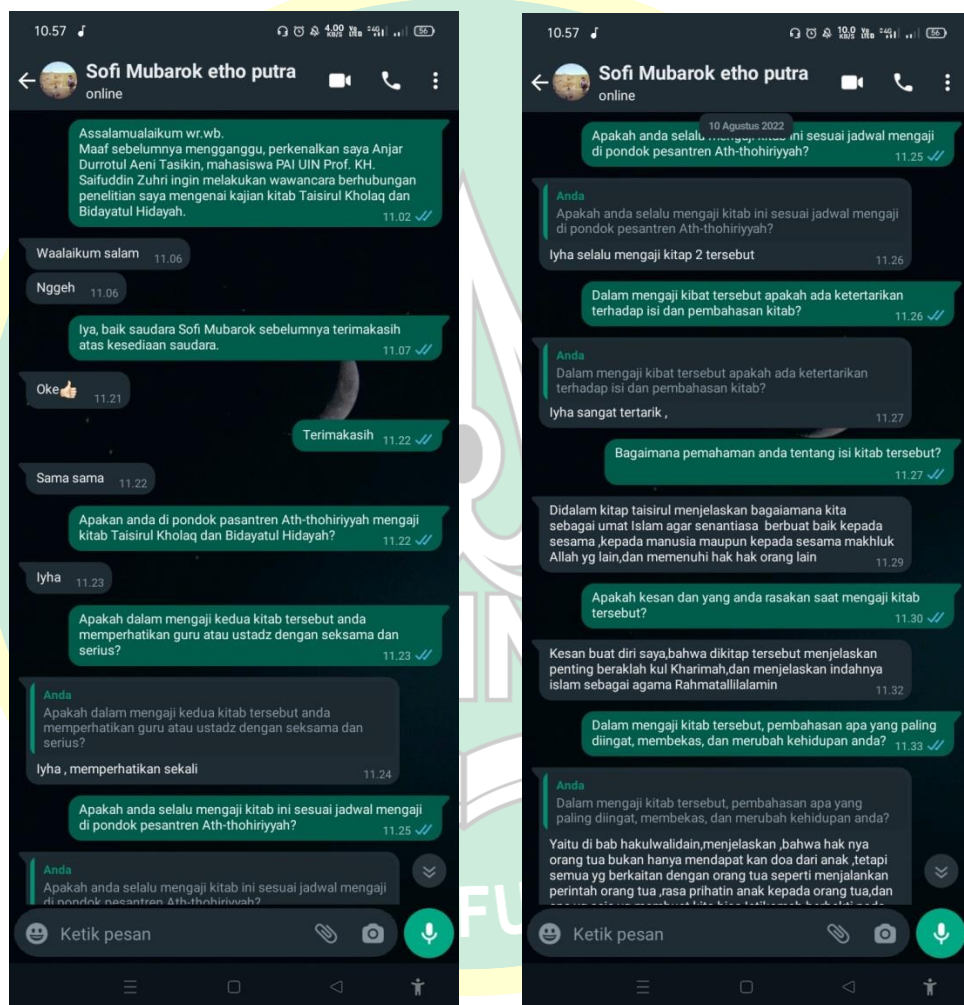 10.57
4.00 KB/S
56
Sofi Mubarok etho putra
online
Assalamualaikum wr.wb.
Maaf sebelumnya mengganggu, perkenalkan saya Anjar
Durrotul Aeni Tasikin, mahasiswa PAI UIN Prof. KH.
Saifuddin Zuhri ingin melakukan wawancara berhubungan
penelitian saya mengenai kajian kitab Taisirul Kholaq dan
Bidayatul Hidayah.
11.02
Waalaikum salam 11.06
Nggeh 11.06
Iya, baik saudara Sofi Mubarok sebelumnya terimakasih
atas kesediaan saudara.
11.07
Oke👍🏻 11.21
Terimakasih 11.22
Sama sama 11.22
Apakan anda di pondok pasantren Ath-thohiriyyah mengaji
kitab Taisirul Kholaq dan Bidayatul Hidayah?
11.22
Iyha 11.23
Apakah dalam mengaji kedua kitab tersebut anda
memperhatikan guru atau ustadz dengan seksama dan
serius?
11.23
Anda
Apakah dalam mengaji kedua kitab tersebut anda
memperhatikan guru atau ustadz dengan seksama dan
serius?
Iyha , memperhatikan sekali
11.24
Apakah anda selalu mengaji kitab ini sesuai jadwal mengaji
di pondok pesantren Ath-thohiriyyah?
11.25
Anda
Apakah anda selalu mengaji kitab ini sesuai jadwal mengaji
di pondok pesantren Ath-thohiriyyah?
Ketik pesan
10.57
10.0 KB/S
56
Sofi Mubarok etho putra
online
10 Agustus 2022
Apakah anda selalu mengaji kitab ini sesuai jadwal mengaji
di pondok pesantren Ath-thohiriyyah?
11.25
Anda
Apakah anda selalu mengaji kitab ini sesuai jadwal mengaji
di pondok pesantren Ath-thohiriyyah?
Iyha selalu mengaji kitap 2 tersebut
11.26
Dalam mengaji kibat tersebut apakah ada ketertarikan
terhadap isi dan pembahasan kitab?
11.26
Anda
Dalam mengaji kibat tersebut apakah ada ketertarikan
terhadap isi dan pembahasan kitab?
Iyha sangat tertarik ,
11.27
Bagaimana pemahaman anda tentang isi kitab tersebut?
11.27
Didalam kitap taisirul menjelaskan bagaiamana kita
sebagai umat Islam agar senantiasa berbuat baik kepada
sesama ,kepada manusia maupun kepada sesama makhluk
Allah yg lain,dan memenuhi hak hak orang lain
11.29
Apakah kesan dan yang anda rasakan saat mengaji kitab
tersebut?
11.30
Kesan buat diri saya,bahwa dikitap tersebut menjelaskan
penting beraklah kul Kharimah,dan menjelaskan indahnya
islam sebagai agama Rahmatallilalamin
11.32
Dalam mengaji kitab tersebut, pembahasan apa yang paling
diingat, membekas, dan merubah kehidupan anda? 11.33
Anda
Dalam mengaji kitab tersebut, pembahasan apa yang
paling diingat, membekas, dan merubah kehidupan anda?
Yaitu di bab hakulwalidain,menjelaskan ,bahwa hak nya
orang tua bukan hanya mendapat kan doa dari anak ,tetapi
semua yg berkaitan dengan orang tua seperti menjalankan
perintah orang tua ,rasa prihatin anak kepada orang tua,dan
Ketik pesan